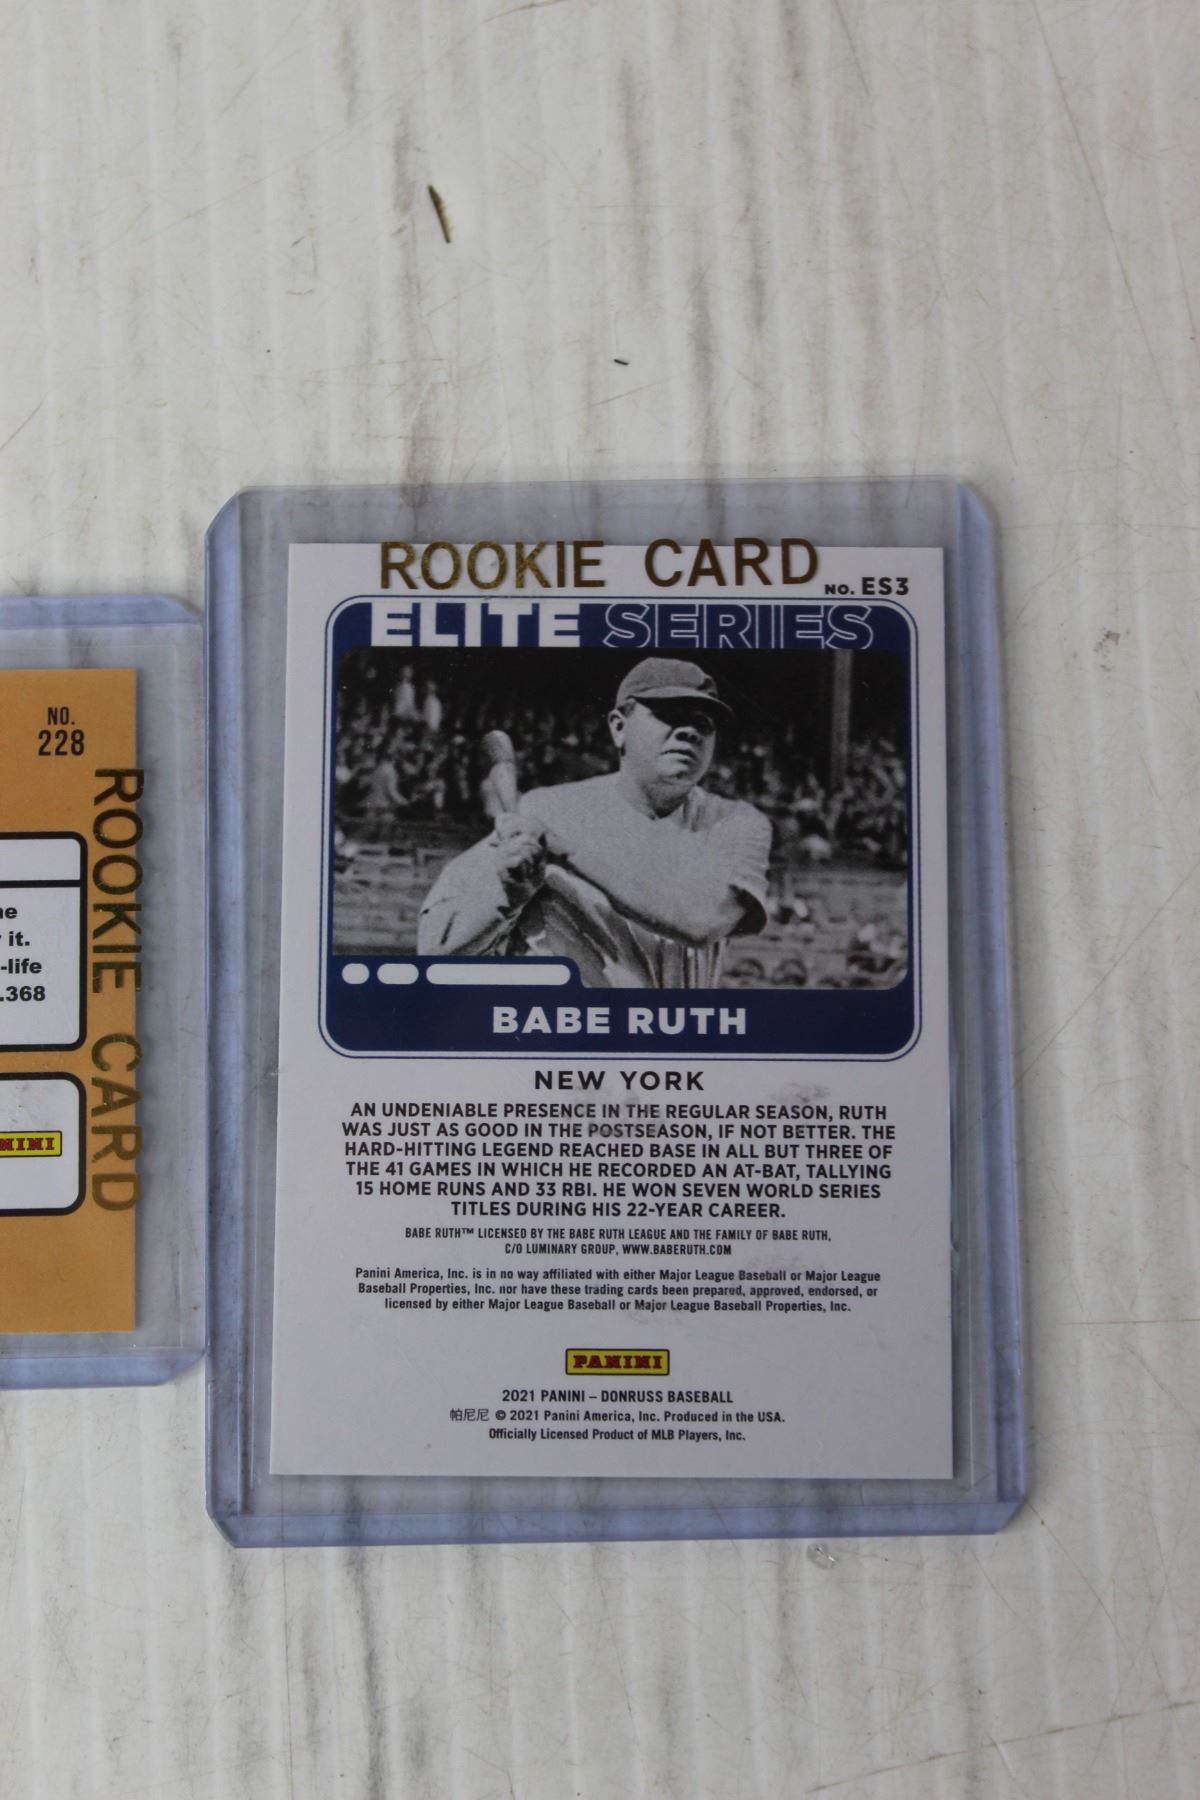 ROOKIE CARD
NO. ES3
ELITE SERIES
BABE RUTH
NEW YORK
AN UNDENIABLE PRESENCE IN THE REGULAR SEASON, RUTH
WAS JUST AS GOOD IN THE POSTSEASON, IF NOT BETTER. THE
HARD-HITTING LEGEND REACHED BASE IN ALL BUT THREE OF
THE 41 GAMES IN WHICH HE RECORDED AN AT-BAT, TALLYING
15 HOME RUNS AND 33 RBI. HE WON SEVEN WORLD SERIES
TITLES DURING HIS 22-YEAR CAREER.
BABE RUTH™ LICENSED BY THE BABE RUTH LEAGUE AND THE FAMILY OF BABE RUTH,
C/O LUMINARY GROUP, WWW.BABERUTH.COM
Panini America, Inc. is in no way affiliated with either Major League Baseball or Major League
Baseball Properties, Inc. nor have these trading cards been prepared, approved, endorsed, or
licensed by either Major League Baseball or Major League Baseball Properties, Inc.
PANINI
2021 PANINI – DONRUSS BASEBALL
帕尼尼 © 2021 Panini America, Inc. Produced in the USA.
Officially Licensed Product of MLB Players, Inc.
NO.
228
ROOKIE CARD
it.
-life
.368